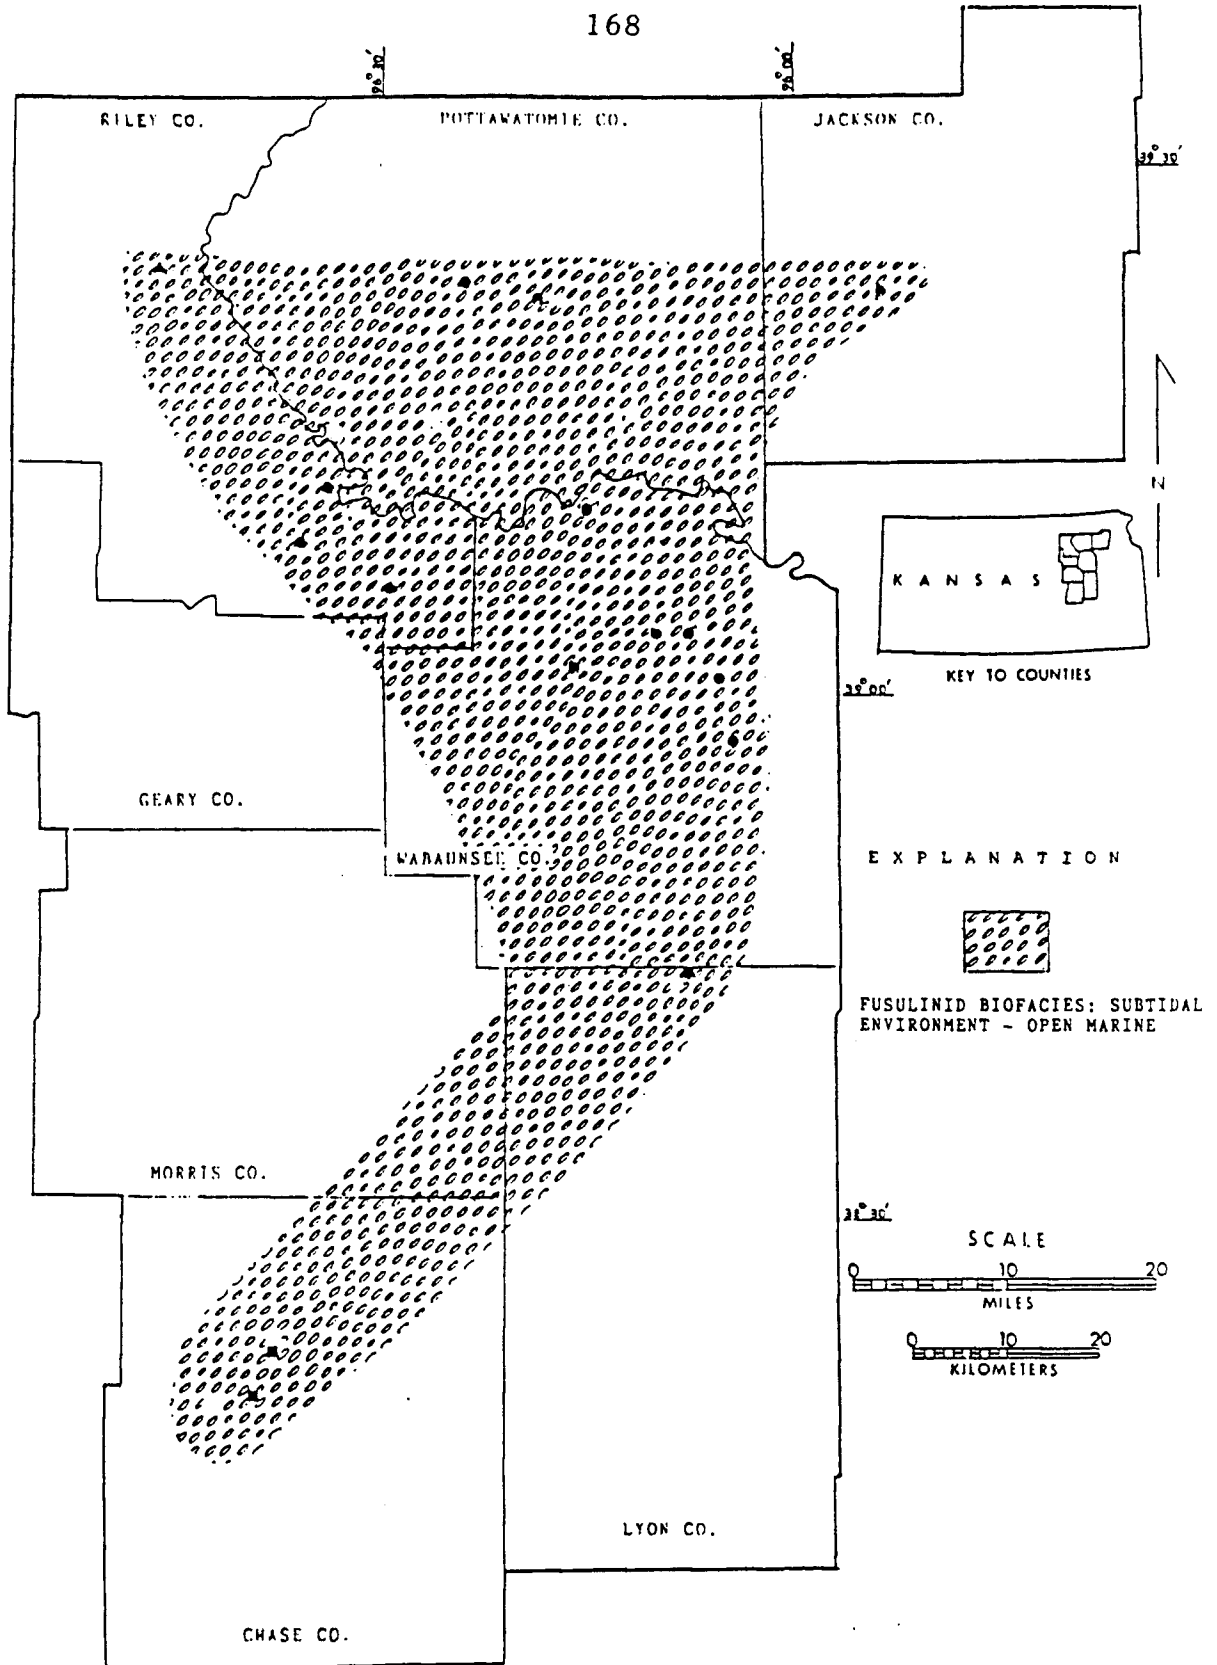 168
96° 30'
96° 00'
RILEY CO.
POTTAWATOMIE CO.
JACKSON CO.
39° 30'
N
KANSAS
KEY TO COUNTIES
39° 00'
GEARY CO.
WABAUNSEE CO.
EXPLANATION
FUSULINID BIOFACIES: SUBTIDAL
ENVIRONMENT - OPEN MARINE
MORRIS CO.
38° 30'
SCALE
0 10 20
MILES
0 10 20
KILOMETERS
LYON CO.
CHASE CO.